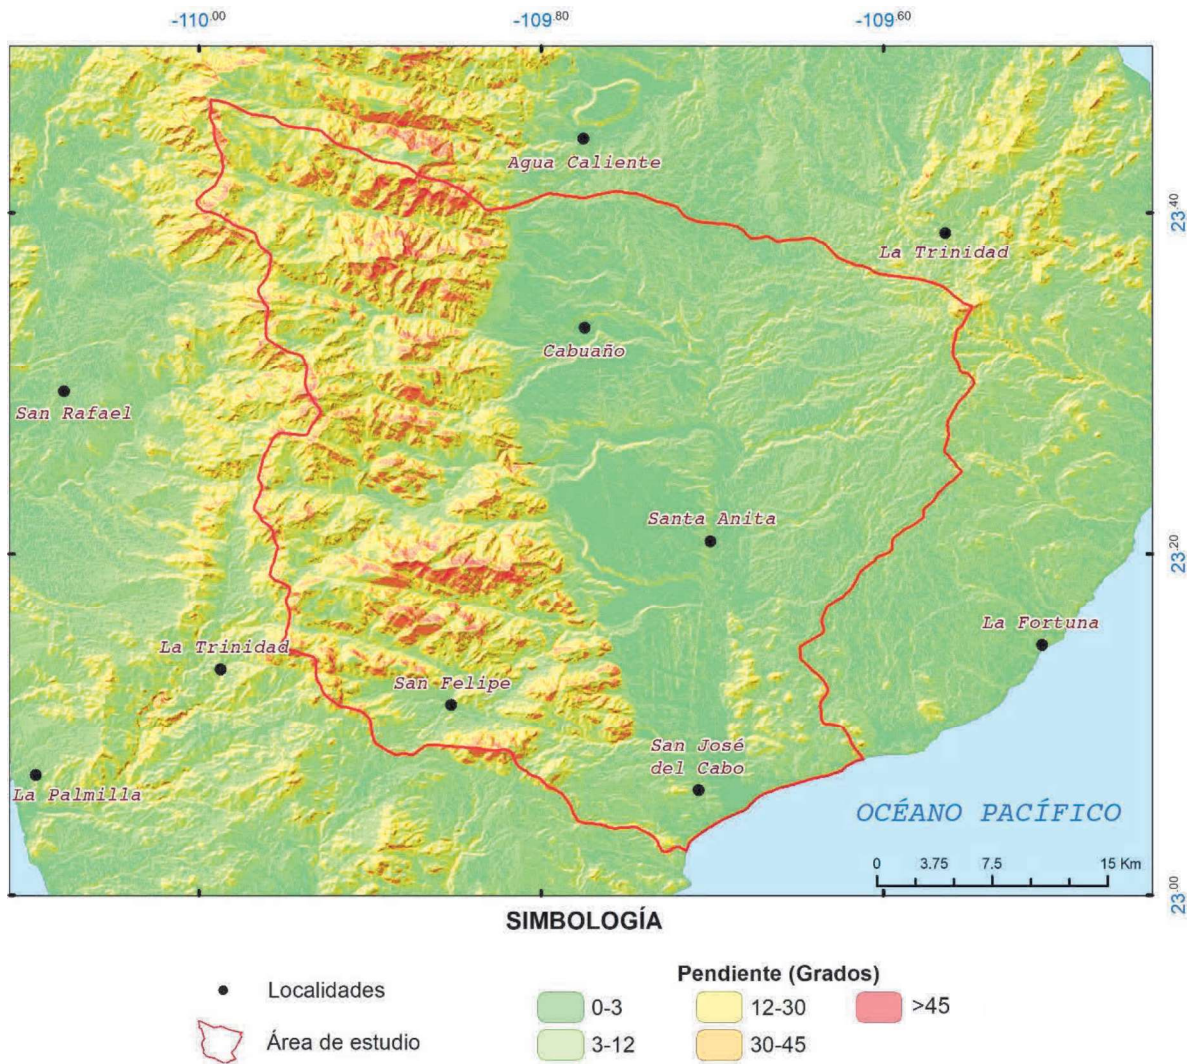 -110.00 -109.80 -109.60
Agua Caliente
23.40
La Trinidad
Cabuaño
San Rafael
Santa Anita
23.20
La Fortuna
La Trinidad
San Felipe
San José
del Cabo
La Palmilla
OCÉANO PACÍFICO
0 3.75 7.5 15 Km
23.00
SIMBOLOGÍA
Localidades
Área de estudio
Pendiente (Grados)
0-3
3-12
12-30
30-45
>45